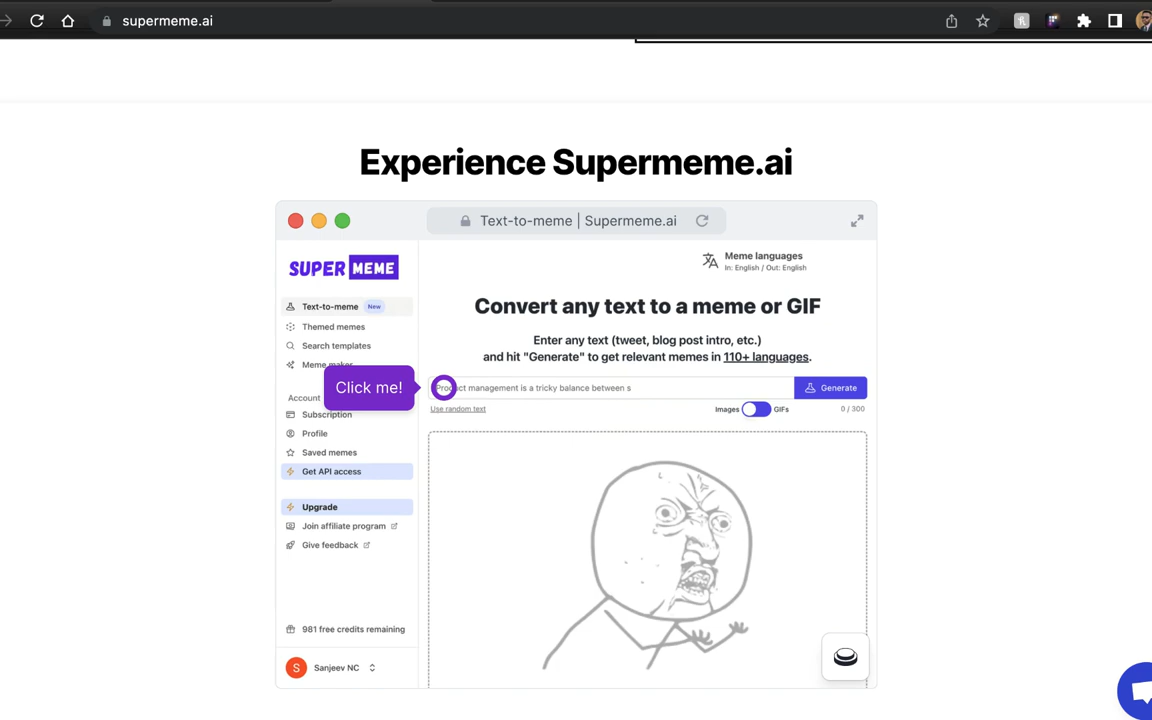 supermeme.ai
Experience Supermeme.ai
Text-to-meme | Supermeme.ai
SUPER MEME
Meme languages
In: English / Out: English
Text-to-meme New
Themed memes
Search templates
Meme maker
Account
Subscription
Profile
Saved memes
Get API access
Upgrade
Join affiliate program
Give feedback
981 free credits remaining
S Sanjeev NC
Convert any text to a meme or GIF
Enter any text (tweet, blog post intro, etc.)
and hit "Generate" to get relevant memes in 110+ languages.
Click me!
Product management is a tricky balance between s
Generate
Use random text
Images GIFs
0 / 300